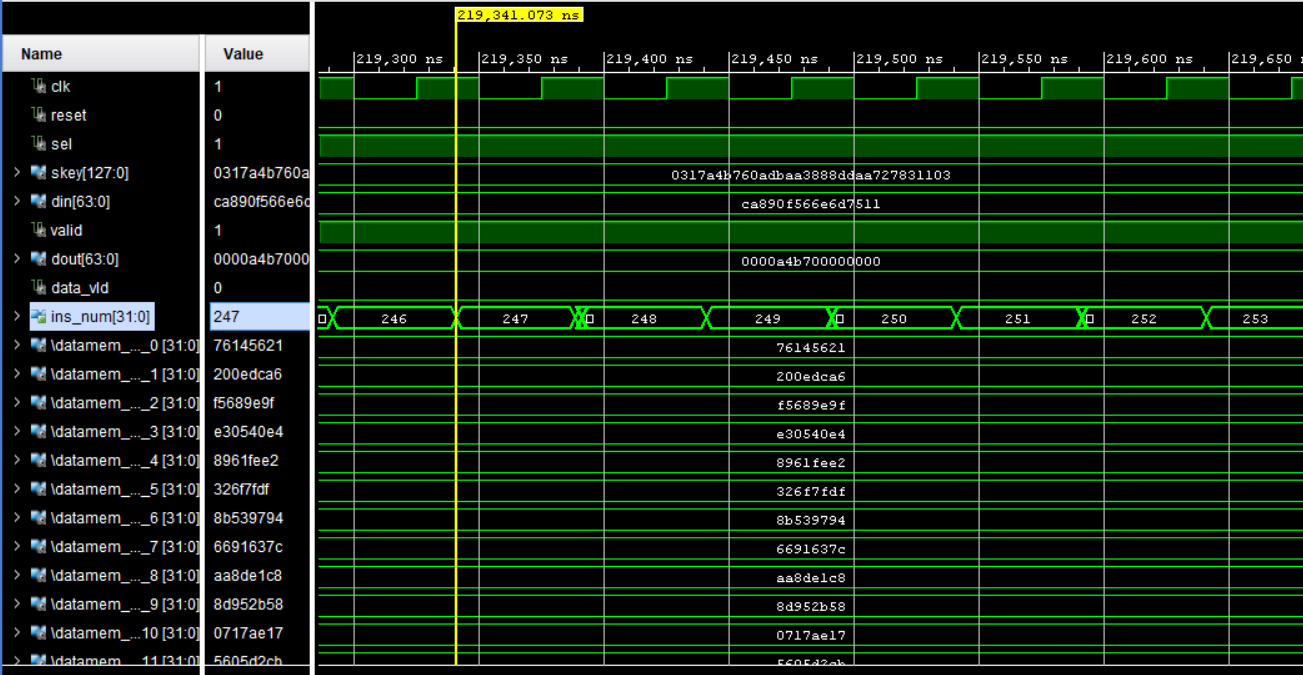 219,341.073 ns
Name Value 219,300 ns 219,350 ns 219,400 ns 219,450 ns 219,500 ns 219,550 ns 219,600 ns 219,650
clk 1
reset 0
sel 1
skey[127:0] 0317a4b760a 0317a4b760adbaa3888ddaa727831103
din[63:0] ca890f566e6d ca890f566e6d7511
valid 1
dout[63:0] 0000a4b7000 0000a4b700000000
data_vld 0
ins_num[31:0] 247 246 247 248 249 250 251 252 253
\datamem_..._0 [31:0] 76145621 76145621
\datamem_..._1 [31:0] 200edca6 200edca6
\datamem_..._2 [31:0] f5689e9f f5689e9f
\datamem_..._3 [31:0] e30540e4 e30540e4
\datamem_..._4 [31:0] 8961fee2 8961fee2
\datamem_..._5 [31:0] 326f7fdf 326f7fdf
\datamem_..._6 [31:0] 8b539794 8b539794
\datamem_..._7 [31:0] 6691637c 6691637c
\datamem_..._8 [31:0] aa8de1c8 aa8de1c8
\datamem_..._9 [31:0] 8d952b58 8d952b58
\datamem_...10 [31:0] 0717ae17 0717ae17
\datamem_...11 [31:0] 5605d2cb 5605d2cb